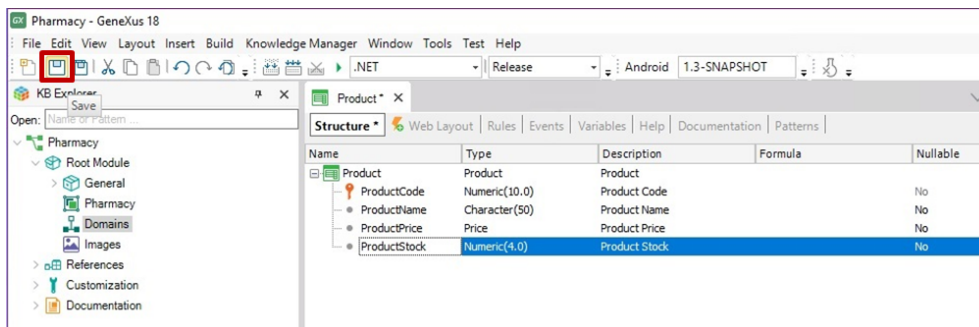 Pharmacy - GeneXus 18
File Edit View Layout Insert Build Knowledge Manager Window Tools Test Help
.NET Release Android 1.3-SNAPSHOT
KB Explorer
Save
Product* 
Open: Name or Pattern ...
Structure * Web Layout Rules Events Variables Help Documentation Patterns
Pharmacy
Root Module
General
Pharmacy
Domains
Images
References
Customization
Documentation
Name Type Description Formula Nullable
Product Product Product
ProductCode Numeric(10.0) Product Code No
ProductName Character(50) Product Name No
ProductPrice Price Product Price No
ProductStock Numeric(4.0) Product Stock No